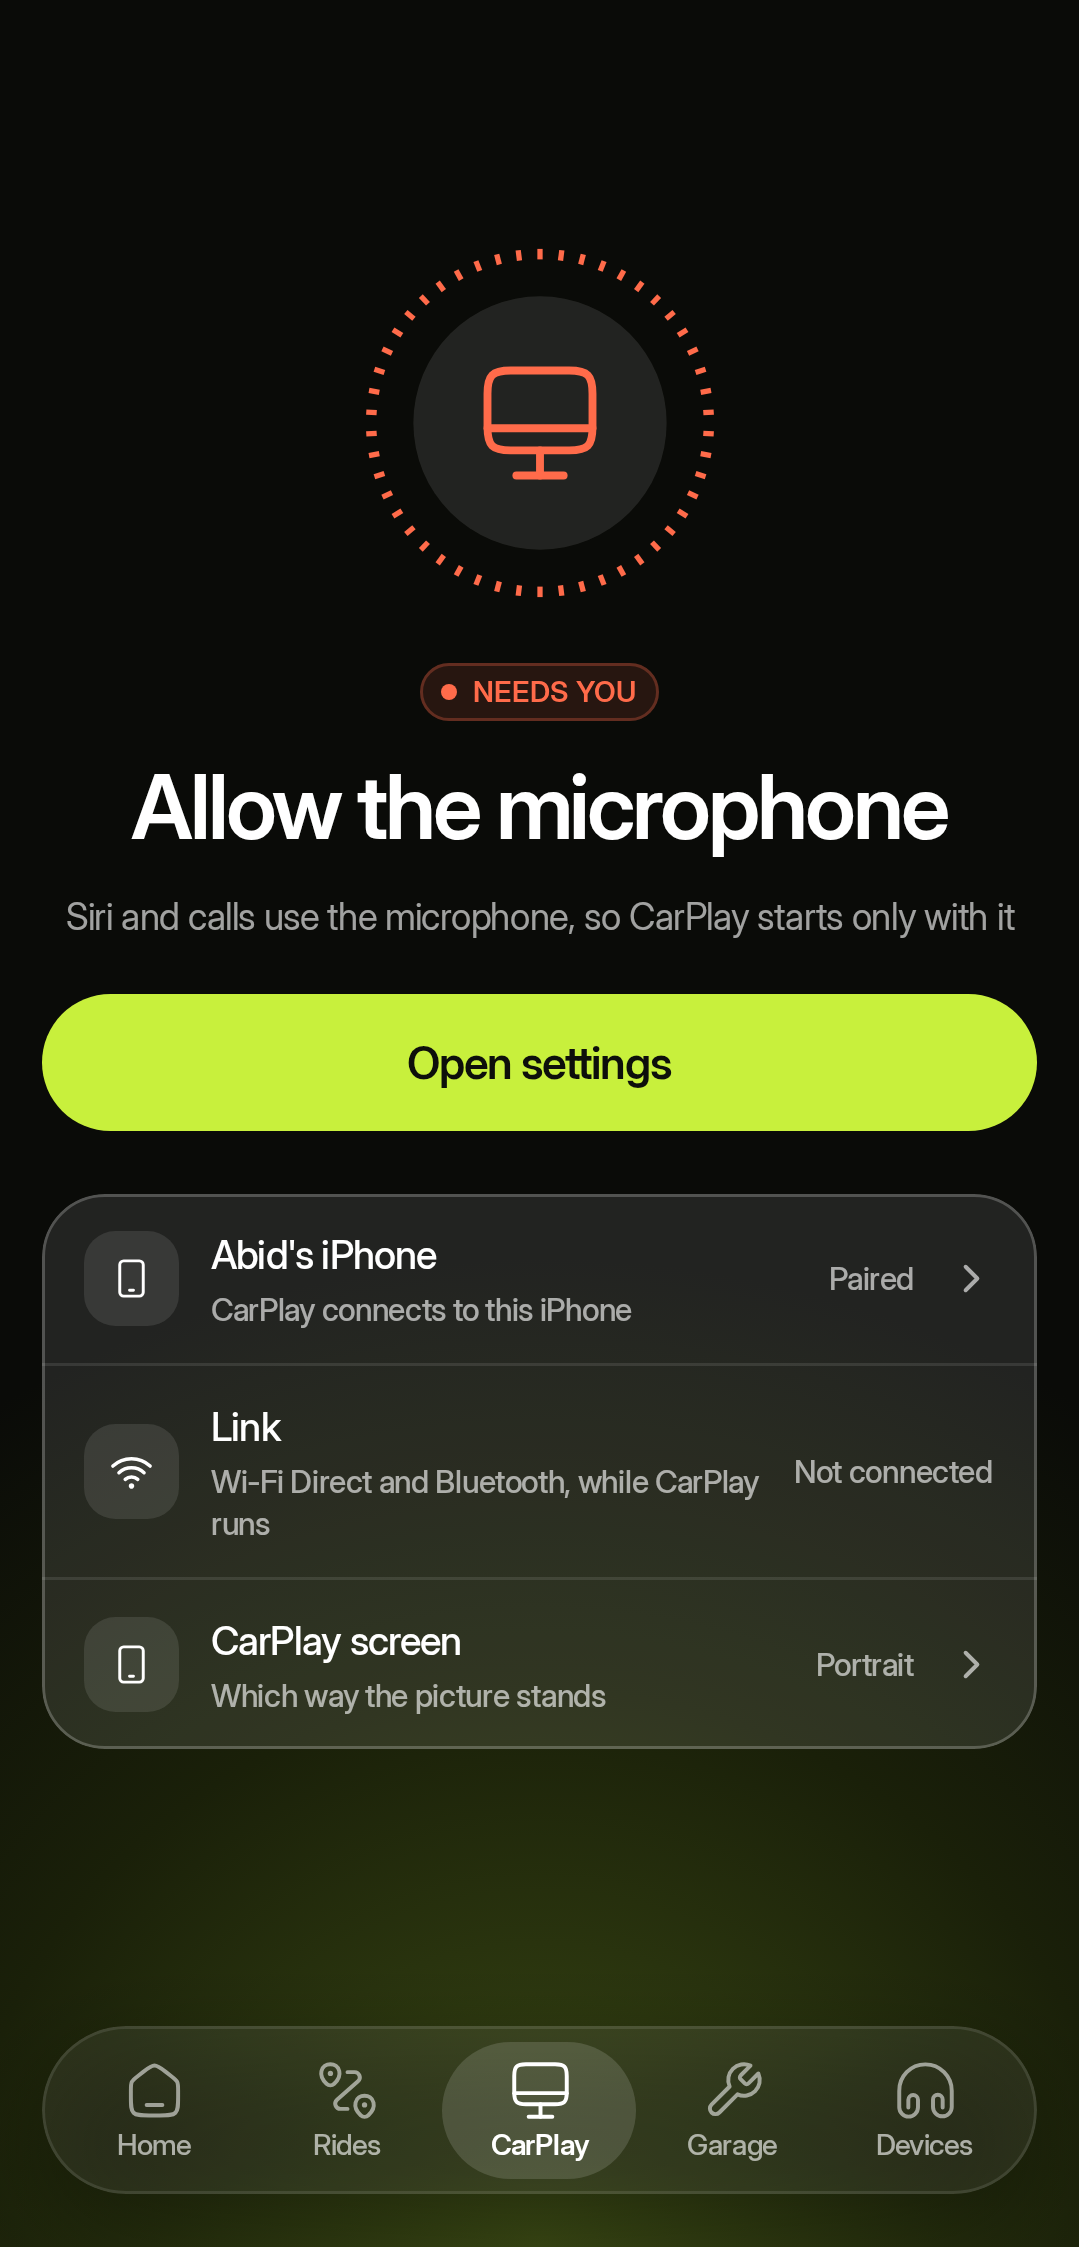 NEEDS YOU
Allow the microphone
Siri and calls use the microphone, so CarPlay starts only with it
Open settings
Abid's iPhone
CarPlay connects to this iPhone
Paired
Link
Wi-Fi Direct and Bluetooth, while CarPlay
runs
Not connected
CarPlay screen
Which way the picture stands
Portrait
Home
Rides
CarPlay
Garage
Devices